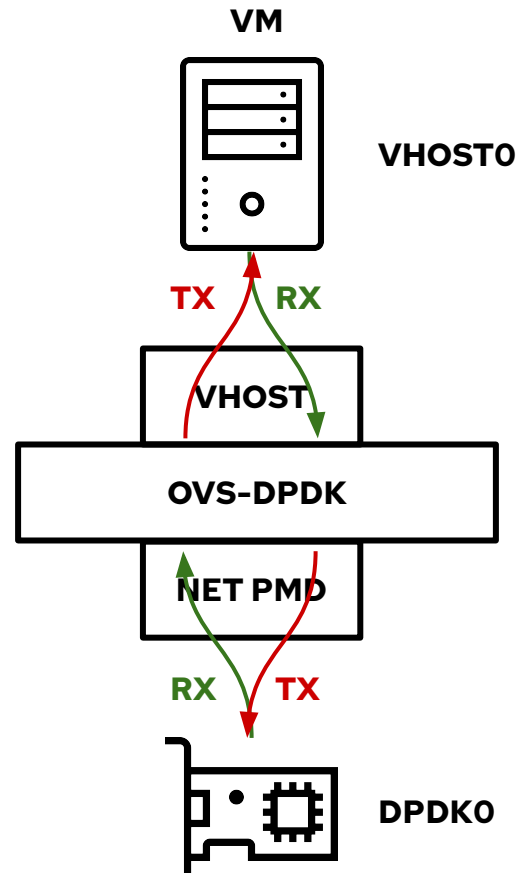 VM
VHOST0
TX RX
VHOST
OVS-DPDK
NET PMD
RX TX
DPDK0